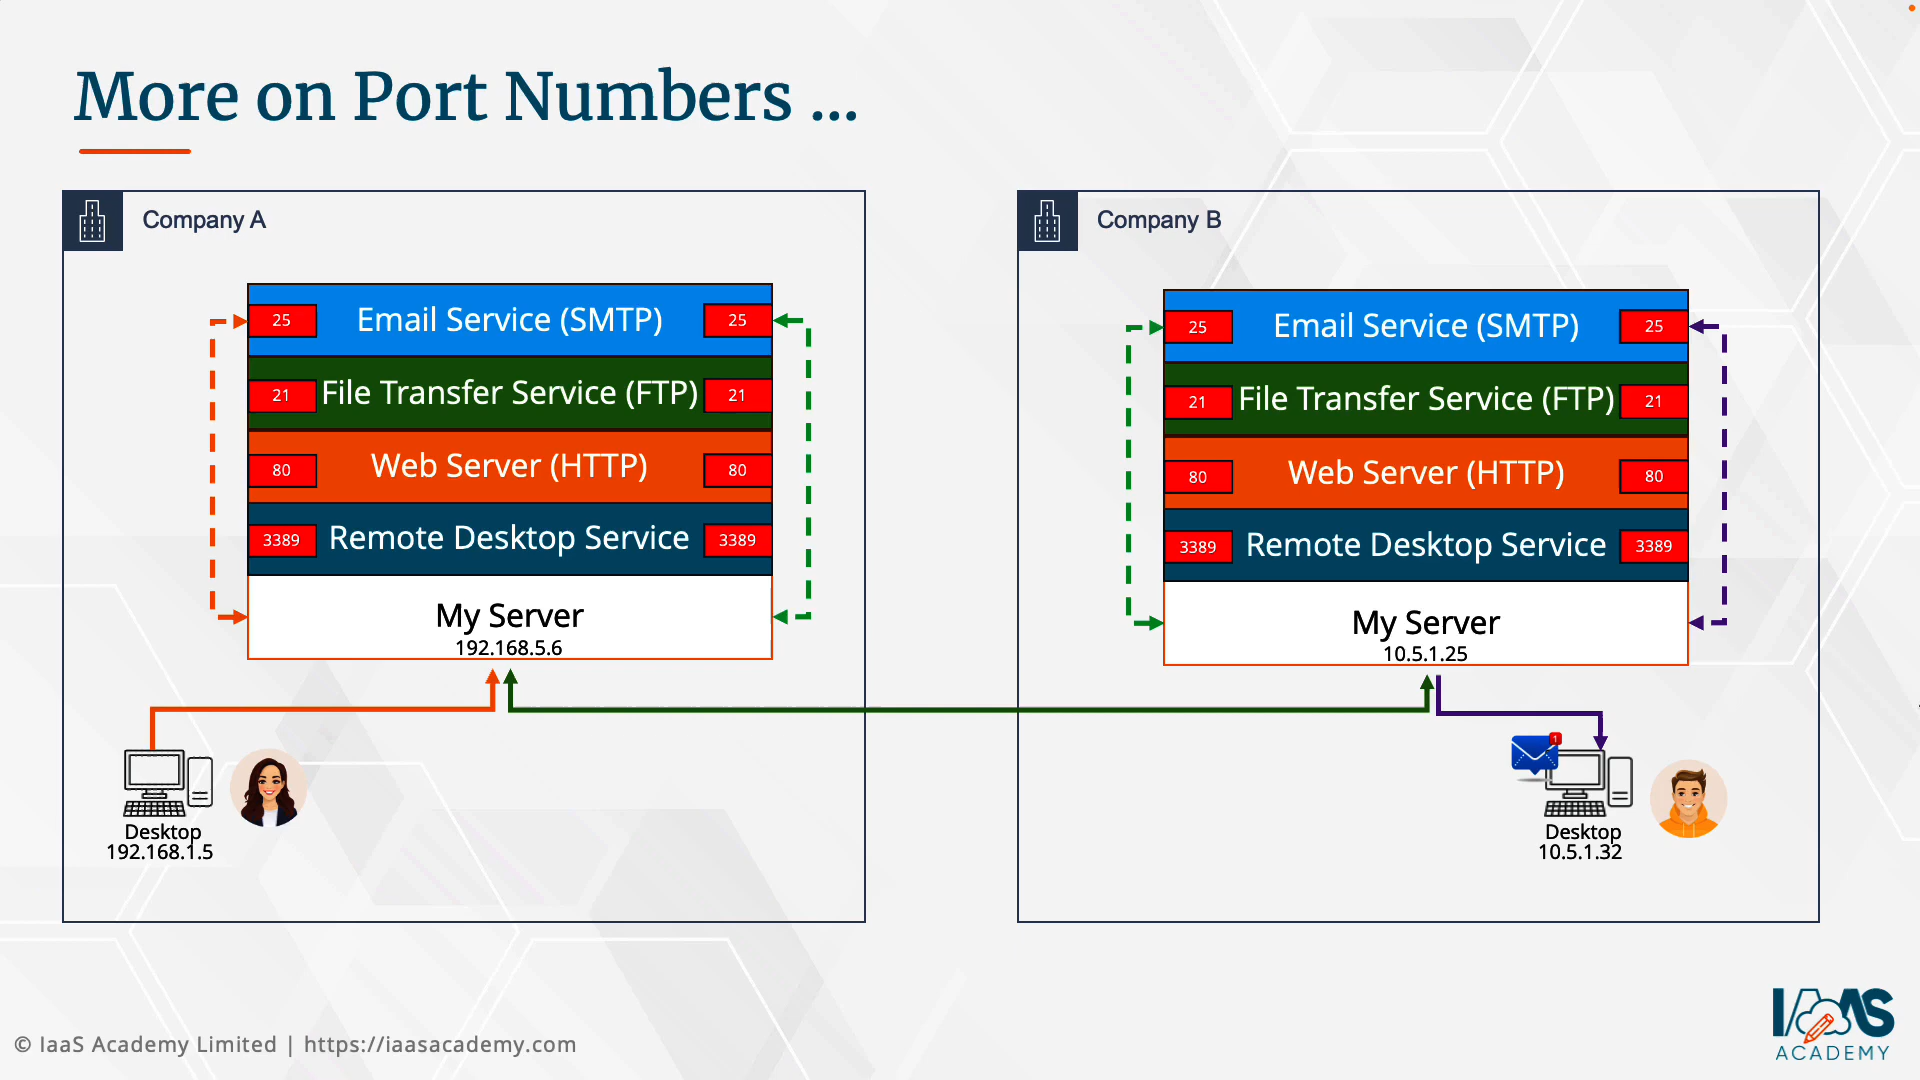 More on Port Numbers ...
Company A
25 Email Service (SMTP) 25
21 File Transfer Service (FTP) 21
80 Web Server (HTTP) 80
3389 Remote Desktop Service 3389
My Server
192.168.5.6
Desktop
192.168.1.5
Company B
25 Email Service (SMTP) 25
21 File Transfer Service (FTP) 21
80 Web Server (HTTP) 80
3389 Remote Desktop Service 3389
My Server
10.5.1.25
1
Desktop
10.5.1.32
© IaaS Academy Limited | https://iaasacademy.com
IAAS
ACADEMY